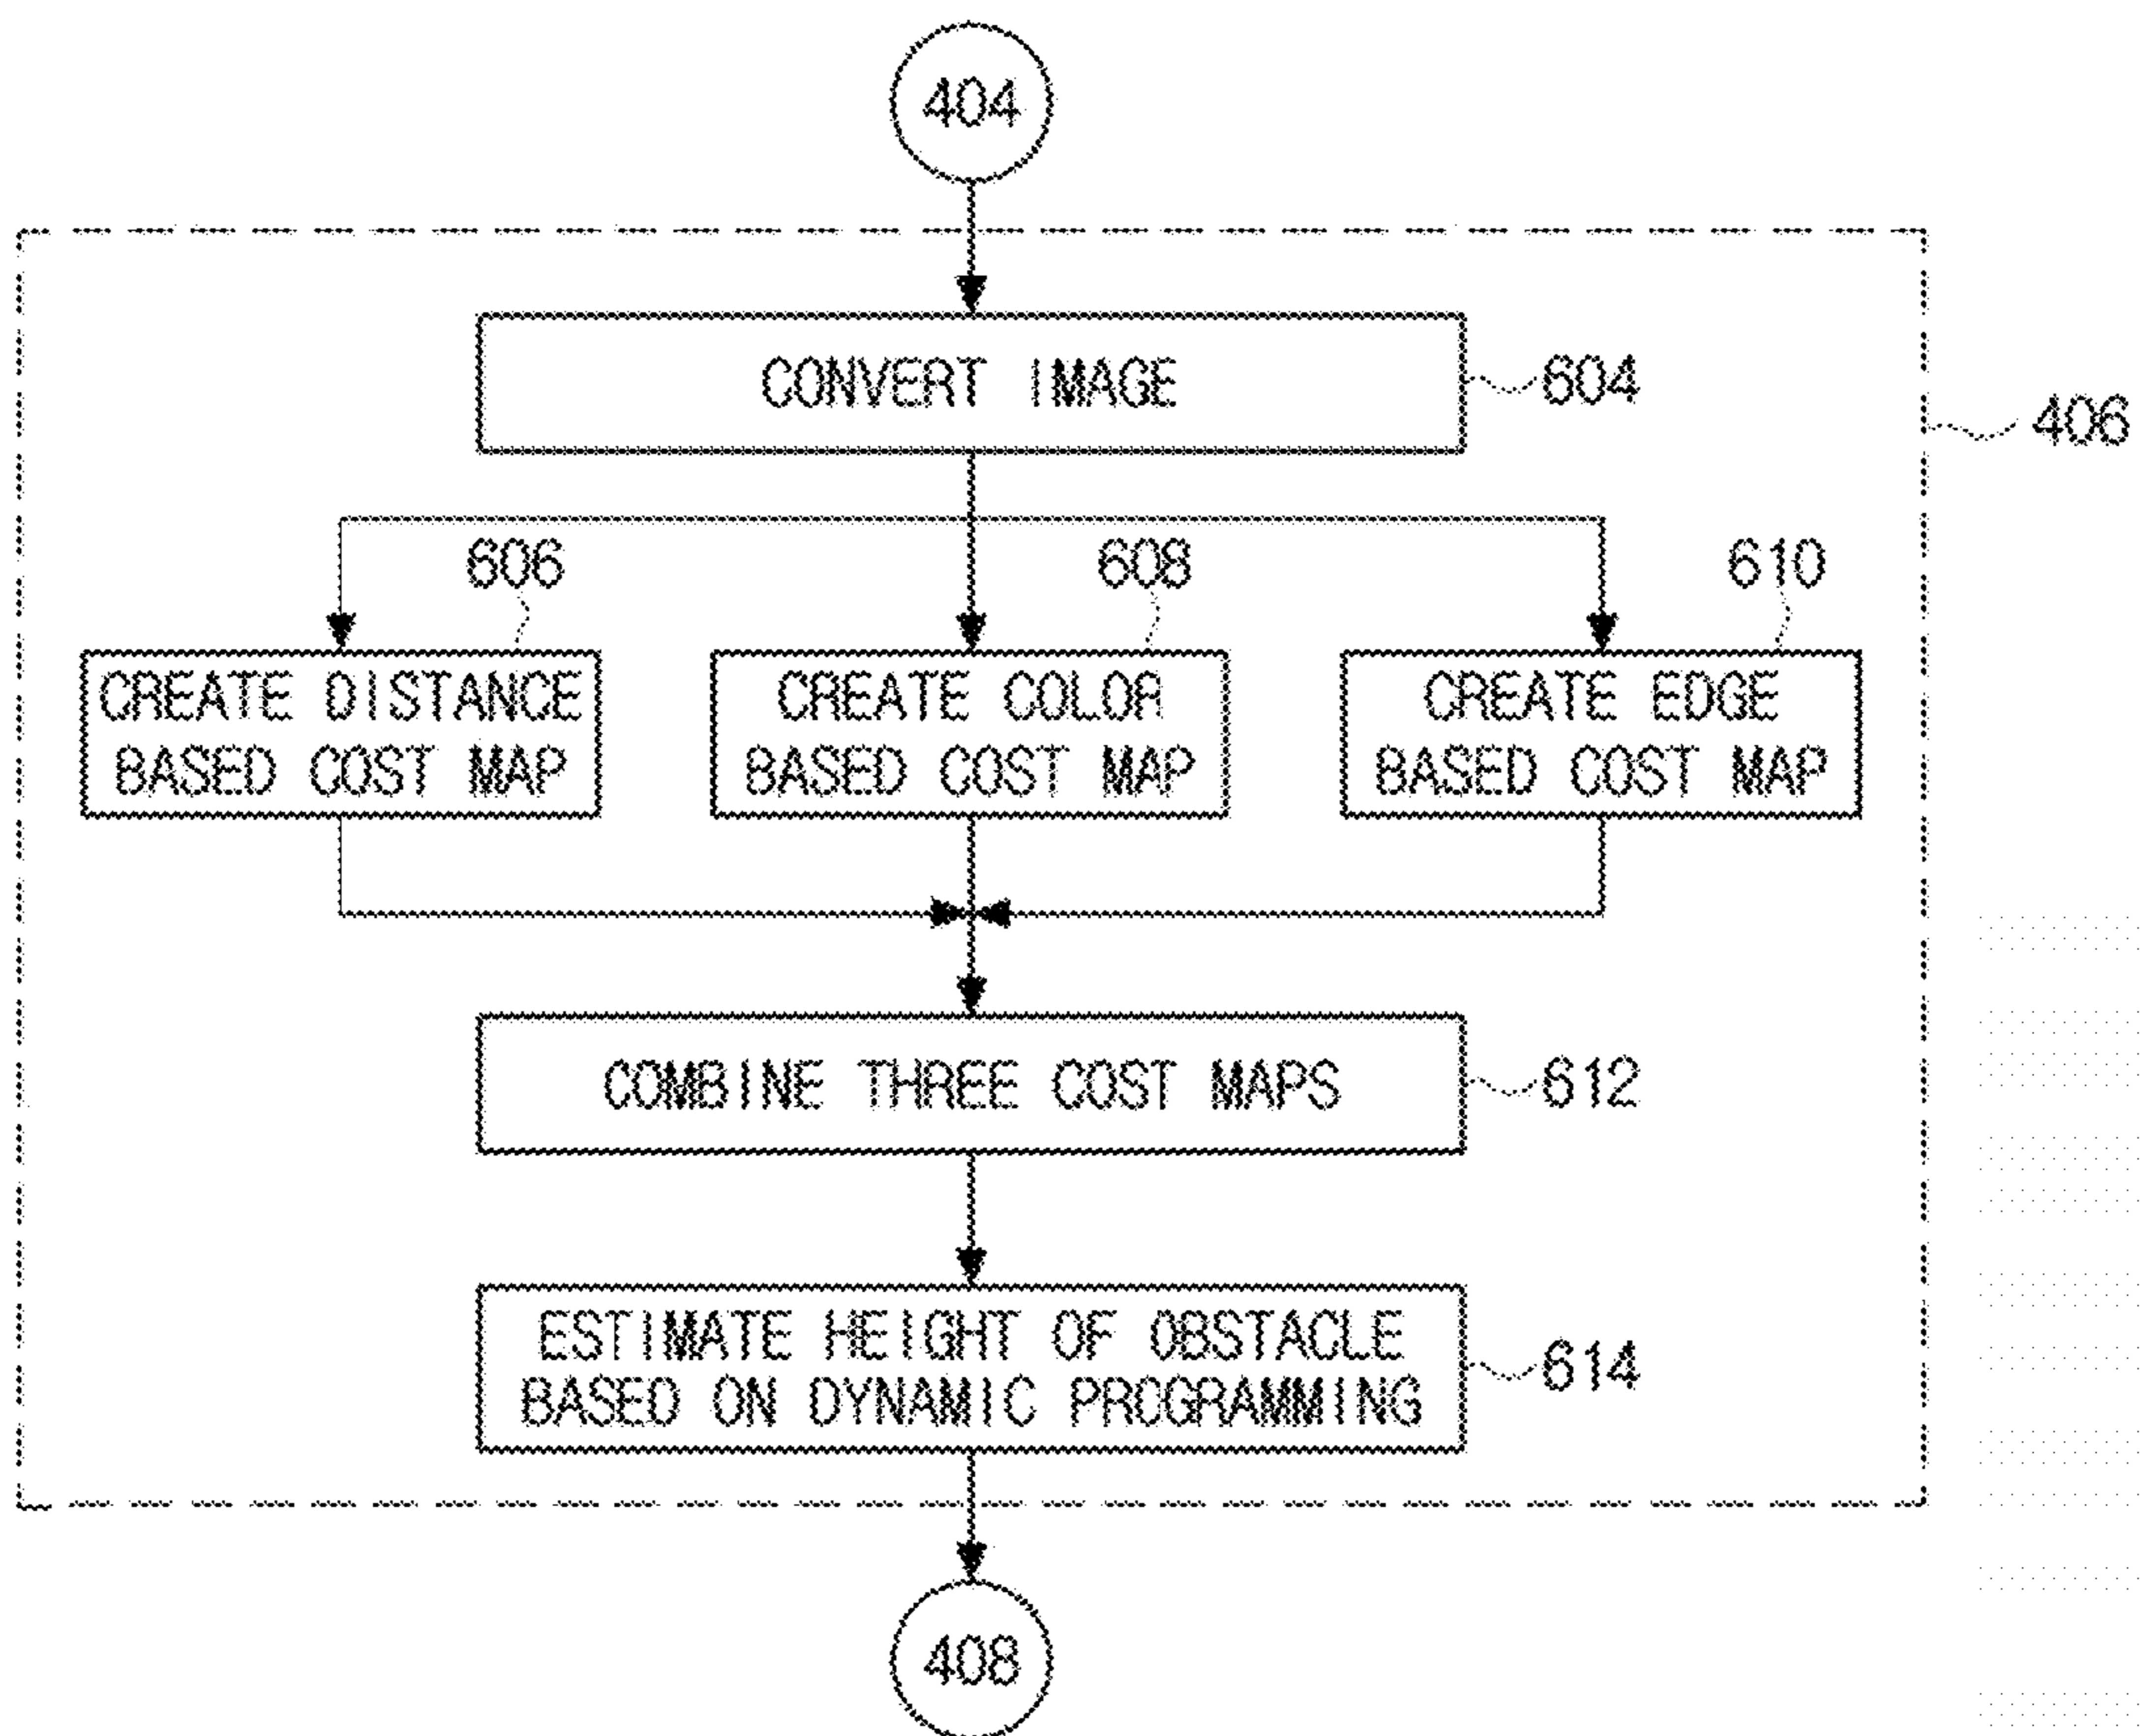 404
CONVERT IMAGE
604
406
606
608
610
CREATE DISTANCE
BASED COST MAP
CREATE COLOR
BASED COST MAP
CREATE EDGE
BASED COST MAP
COMBINE THREE COST MAPS
612
ESTIMATE HEIGHT OF OBSTACLE
BASED ON DYNAMIC PROGRAMMING
614
408